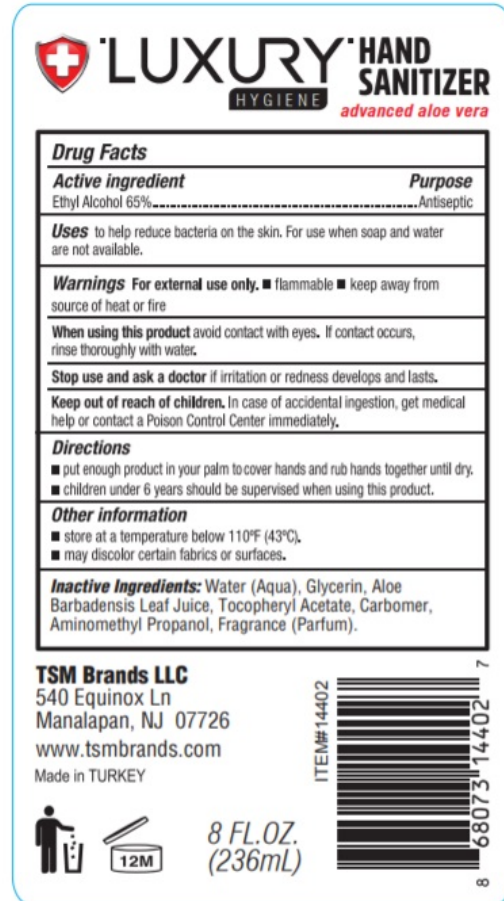 LUXURY
HYGIENE
HAND
SANITIZER
advanced aloe vera
Drug Facts
Active ingredient Purpose
Ethyl Alcohol 65%........Antiseptic
Uses to help reduce bacteria on the skin. For use when soap and water
are not available.
Warnings For external use only. ■ flammable ■ keep away from
source of heat or fire
When using this product avoid contact with eyes. If contact occurs,
rinse thoroughly with water.
Stop use and ask a doctor if irritation or redness develops and lasts.
Keep out of reach of children. In case of accidental ingestion, get medical
help or contact a Poison Control Center immediately.
Directions
■ put enough product in your palm to cover hands and rub hands together until dry.
■ children under 6 years should be supervised when using this product.
Other information
■ store at a temperature below 110ºF (43ºC).
■ may discolor certain fabrics or surfaces.
Inactive Ingredients: Water (Aqua), Glycerin, Aloe
Barbadensis Leaf Juice, Tocopheryl Acetate, Carbomer,
Aminomethyl Propanol, Fragrance (Parfum).
TSM Brands LLC
540 Equinox Ln
Manalapan, NJ 07726
www.tsmbrands.com
Made in TURKEY
12M
8 FL.OZ.
(236mL)
ITEM#14402
8 68073 14402 7